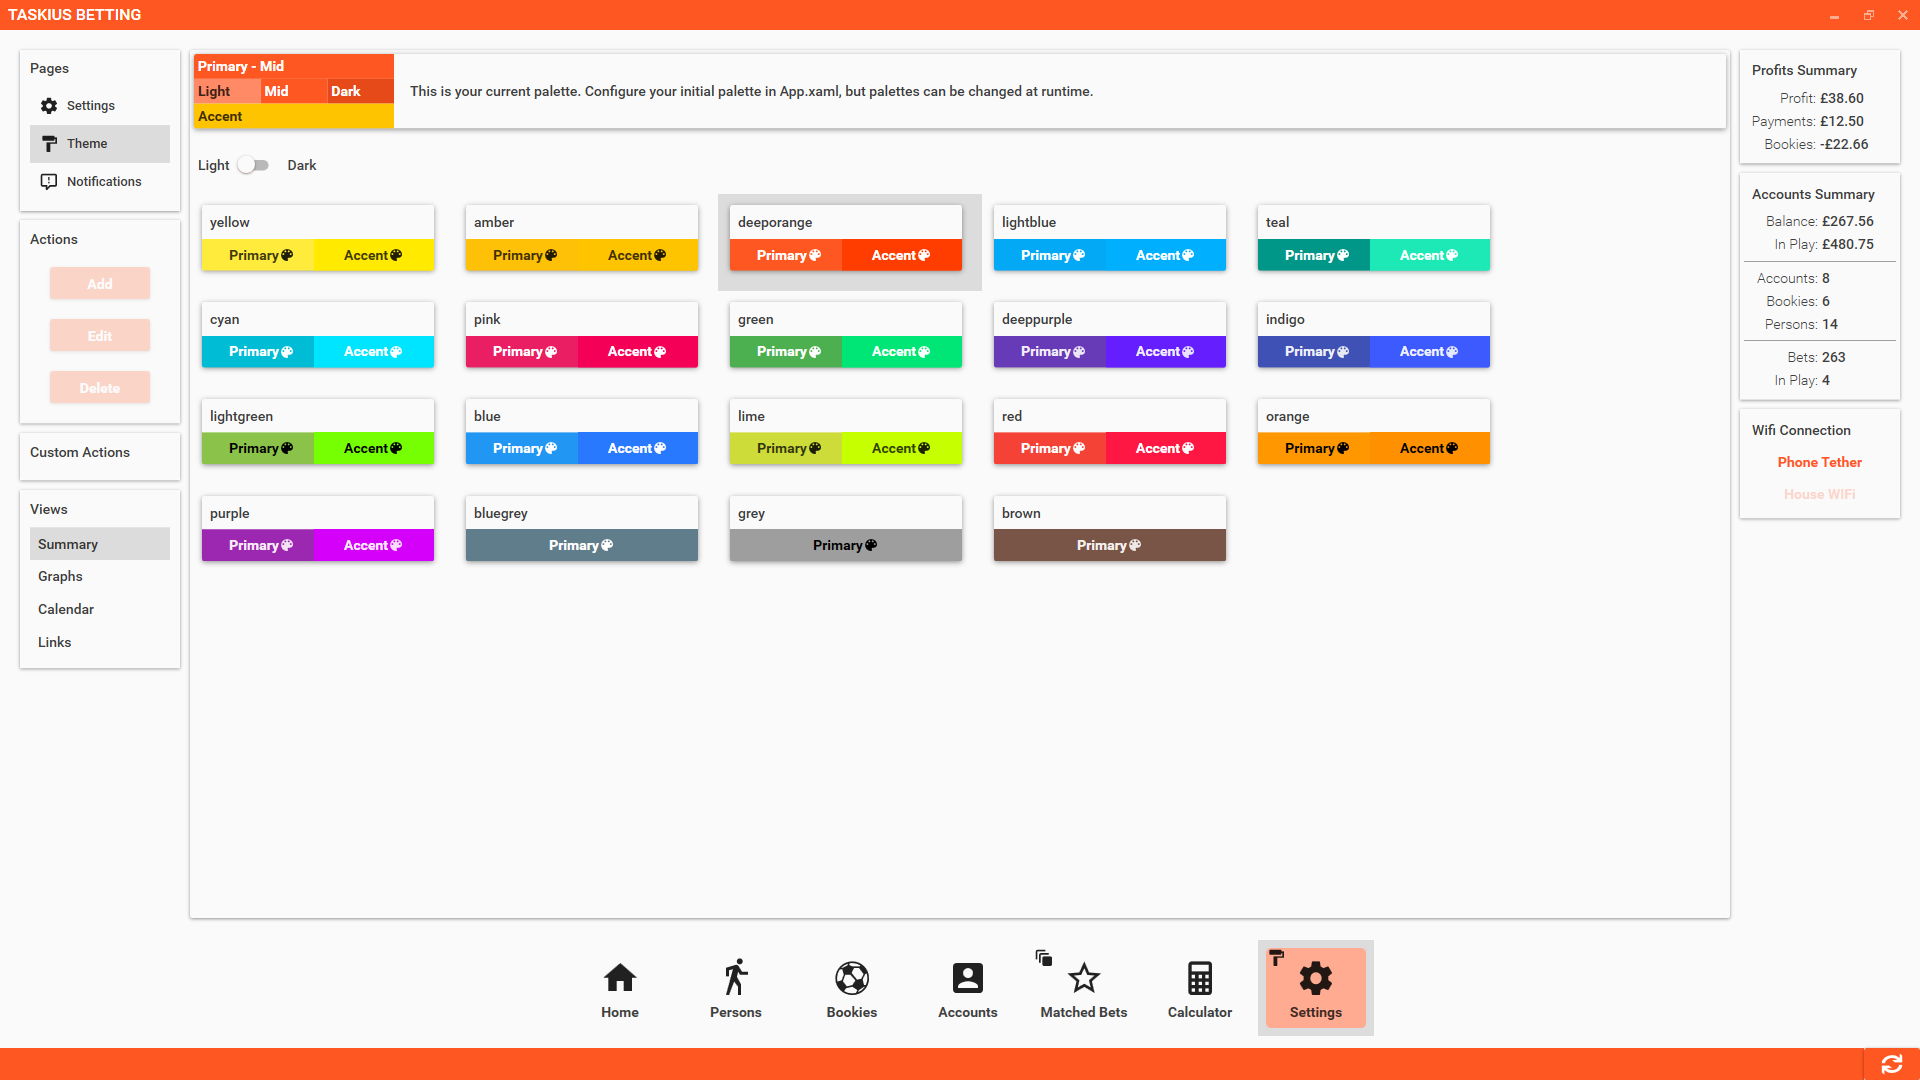 TASKIUS BETTING
Pages
Settings
Theme
Notifications
Actions
Add
Edit
Delete
Custom Actions
Views
Summary
Graphs
Calendar
Links
Primary - Mid
Light Mid Dark
Accent
This is your current palette. Configure your initial palette in App.xaml, but palettes can be changed at runtime.
Light Dark
yellow
Primary Accent
amber
Primary Accent
deeporange
Primary Accent
lightblue
Primary Accent
teal
Primary Accent
cyan
Primary Accent
pink
Primary Accent
green
Primary Accent
deeppurple
Primary Accent
indigo
Primary Accent
lightgreen
Primary Accent
blue
Primary Accent
lime
Primary Accent
red
Primary Accent
orange
Primary Accent
purple
Primary Accent
bluegrey
Primary
grey
Primary
brown
Primary
Profits Summary
Profit: £38.60
Payments: £12.50
Bookies: -£22.66
Accounts Summary
Balance: £267.56
In Play: £480.75
Accounts: 8
Bookies: 6
Persons: 14
Bets: 263
In Play: 4
Wifi Connection
Phone Tether
House WIFi
Home
Persons
Bookies
Accounts
Matched Bets
Calculator
Settings